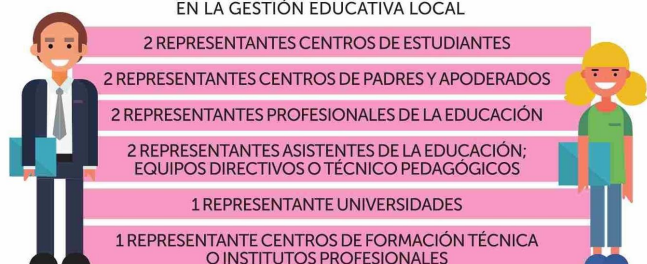 EN LA GESTIÓN EDUCATIVA LOCAL
2 REPRESENTANTES CENTROS DE ESTUDIANTES
2 REPRESENTANTES CENTROS DE PADRES Y APODERADOS
2 REPRESENTANTES PROFESIONALES DE LA EDUCACIÓN
2 REPRESENTANTES ASISTENTES DE LA EDUCACIÓN;
EQUIPOS DIRECTIVOS O TÉCNICO PEDAGÓGICOS
1 REPRESENTANTE UNIVERSIDADES
1 REPRESENTANTE CENTROS DE FORMACIÓN TÉCNICA
O INSTITUTOS PROFESIONALES